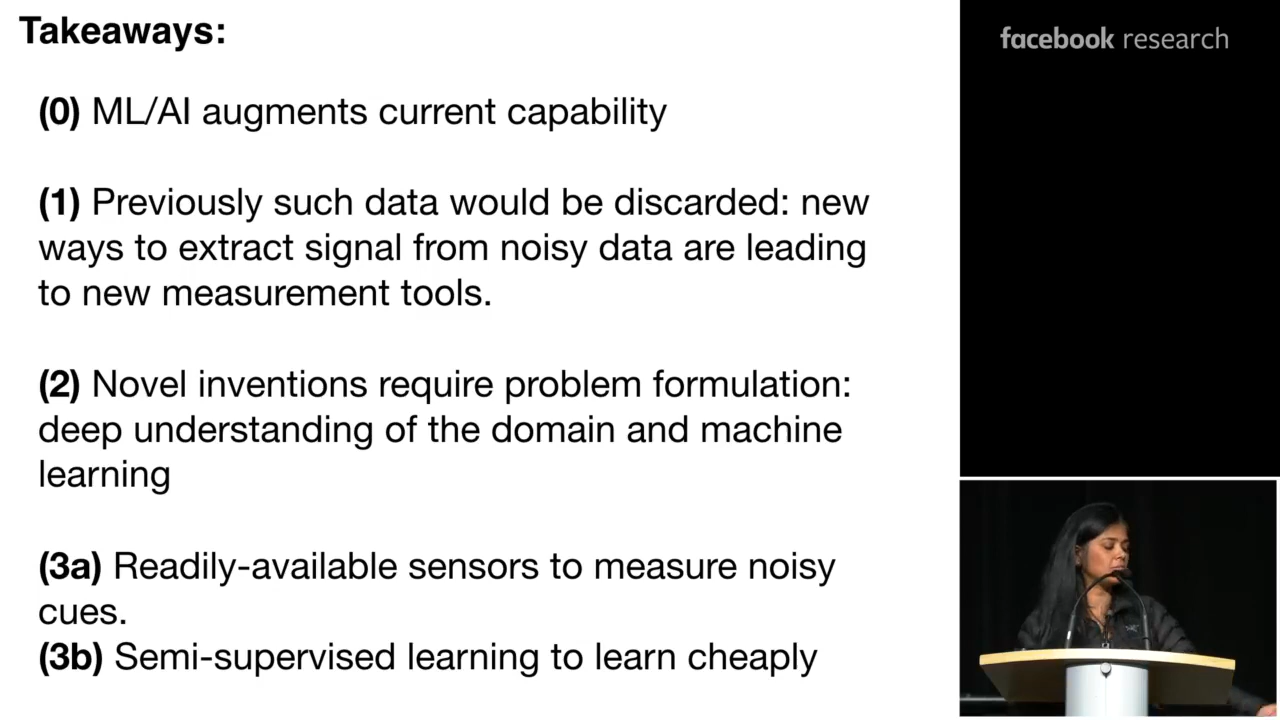 Takeaways:
facebook research
(0) ML/AI augments current capability
(1) Previously such data would be discarded: new
ways to extract signal from noisy data are leading
to new measurement tools.
(2) Novel inventions require problem formulation:
deep understanding of the domain and machine
learning
(3a) Readily-available sensors to measure noisy
cues.
(3b) Semi-supervised learning to learn cheaply